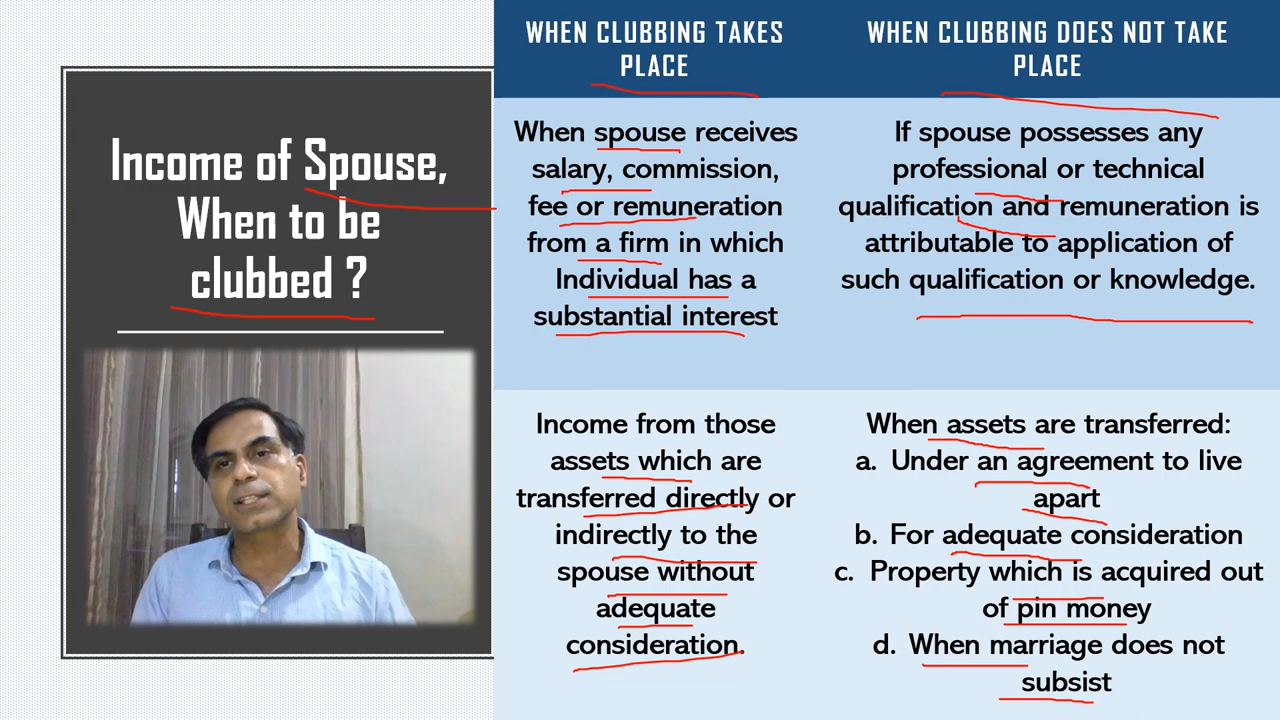 Income of Spouse,
When to be
clubbed ?
WHEN CLUBBING TAKES
PLACE
WHEN CLUBBING DOES NOT TAKE
PLACE
When spouse receives
salary, commission,
fee or remuneration
from a firm in which
Individual has a
substantial interest
If spouse possesses any
professional or technical
qualification and remuneration is
attributable to application of
such qualification or knowledge.
Income from those
assets which are
transferred directly or
indirectly to the
spouse without
adequate
consideration.
When assets are transferred:
a. Under an agreement to live
apart
b. For adequate consideration
c. Property which is acquired out
of pin money
d. When marriage does not
subsist